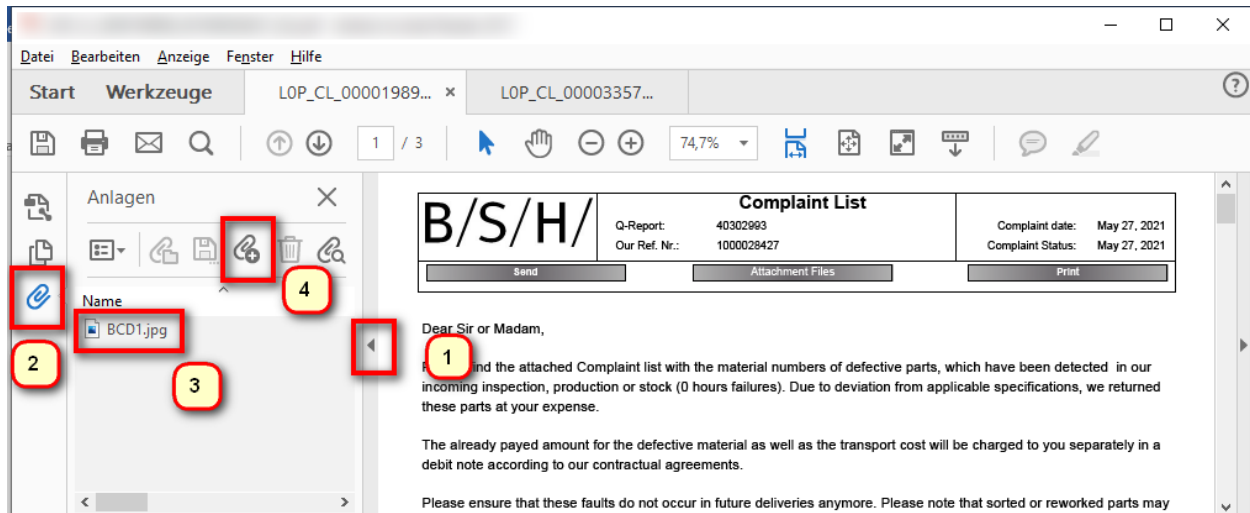 Datei Bearbeiten Anzeige Fenster Hilfe
Start Werkzeuge L0P_CL_00001989... × L0P_CL_00003357...
1 / 3 74,7%
Anlagen
Name
BCD1.jpg
1
2
3
4
B/S/H/
Complaint List
Q-Report: 40302993 Complaint date: May 27, 2021
Our Ref. Nr.: 1000028427 Complaint Status: May 27, 2021
Send Attachment Files Print
Dear Sir or Madam,
find the attached Complaint list with the material numbers of defective parts, which have been detected in our
incoming inspection, production or stock (0 hours failures). Due to deviation from applicable specifications, we returned
these parts at your expense.
The already payed amount for the defective material as well as the transport cost will be charged to you separately in a
debit note according to our contractual agreements.
Please ensure that these faults do not occur in future deliveries anymore. Please note that sorted or reworked parts may